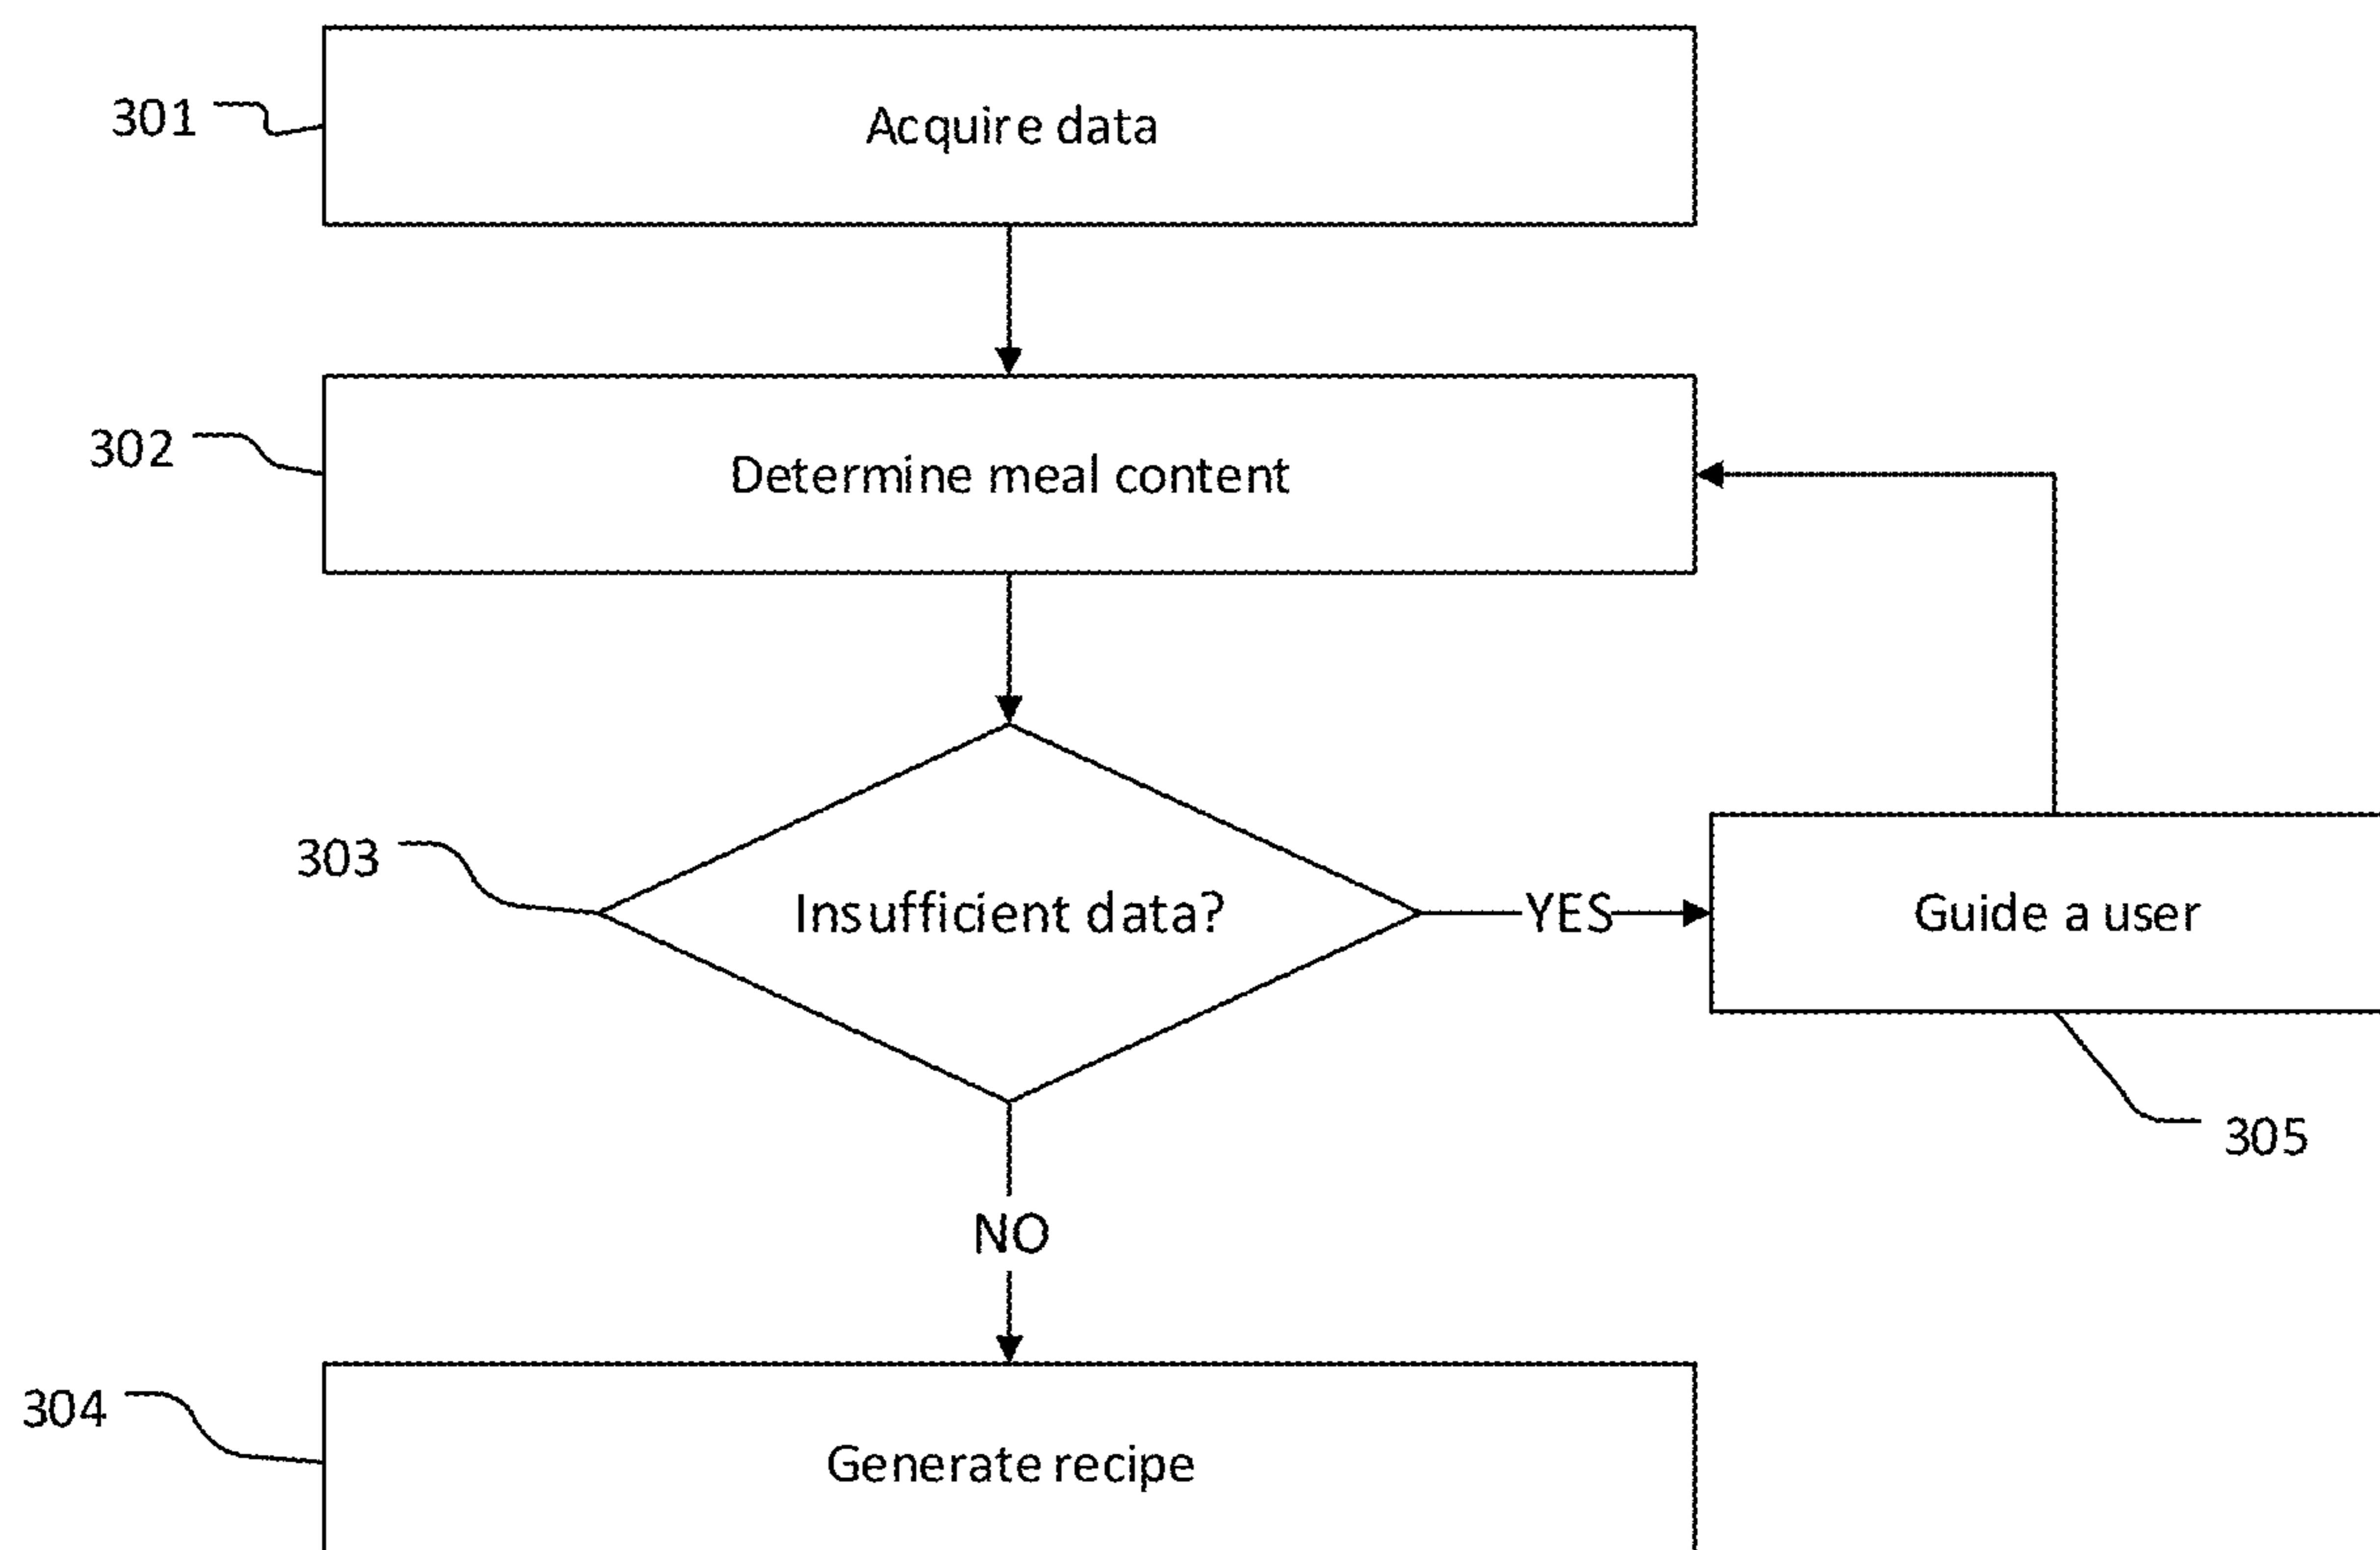 301
Acquire data
302
Determine meal content
303
Insufficient data?
YES
Guide a user
305
NO
304
Generate recipe